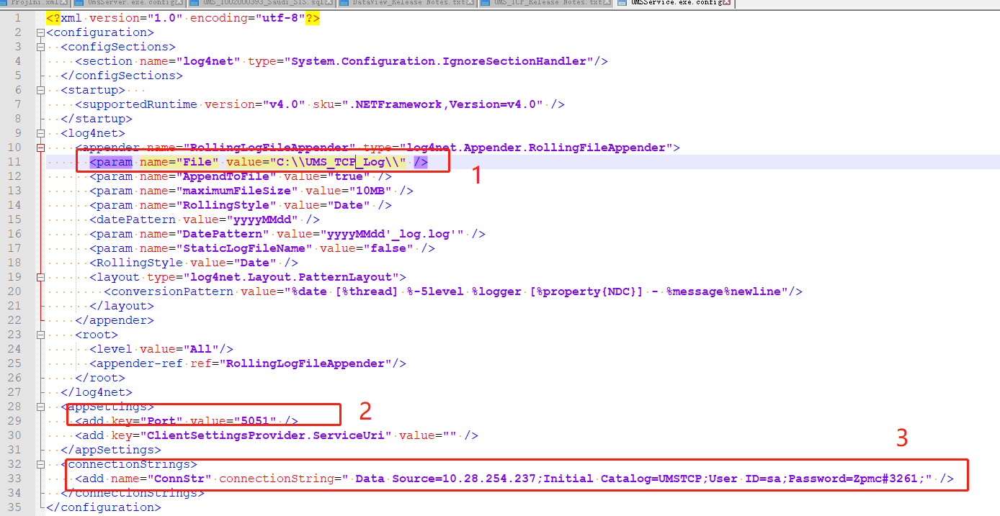 ProjIni.xml
UmsServer.exe.config
UMS_1002000393_Saudi_STS.sql
DataView_Release Notes.txt
UMS_TCP_Release Notes.txt
UMSService.exe.config
1 <?xml version="1.0" encoding="utf-8"?>
2 <configuration>
3 <configSections>
4 <section name="log4net" type="System.Configuration.IgnoreSectionHandler"/>
5 </configSections>
6 <startup>
7 <supportedRuntime version="v4.0" sku=".NETFramework,Version=v4.0" />
8 </startup>
9 <log4net>
10 <appender name="RollingLogFileAppender" type="log4net.Appender.RollingFileAppender">
11 <param name="File" value="C:\\UMS_TCP_Log\\" />
1
12 <param name="AppendToFile" value="true" />
13 <param name="maximumFileSize" value="10MB" />
14 <param name="RollingStyle" value="Date" />
15 <datePattern value="yyyyMMdd" />
16 <param name="DatePattern" value="yyyyMMdd'_log.log'" />
17 <param name="StaticLogFileName" value="false" />
18 <RollingStyle value="Date" />
19 <layout type="log4net.Layout.PatternLayout">
20 <conversionPattern value="%date [%thread] %-5level %logger [%property{NDC}] - %message%newline"/>
21 </layout>
22 </appender>
23 <root>
24 <level value="All"/>
25 <appender-ref ref="RollingLogFileAppender"/>
26 </root>
27 </log4net>
28 <appSettings>
2
29 <add key="Port" value="5051" />
30 <add key="ClientSettingsProvider.ServiceUri" value="" />
3
31 </appSettings>
32 <connectionStrings>
33 <add name="ConnStr" connectionString=" Data Source=10.28.254.237;Initial Catalog=UMSTCP;User ID=sa;Password=Zpmc#3261;" />
34 </connectionStrings>
35 </configuration>